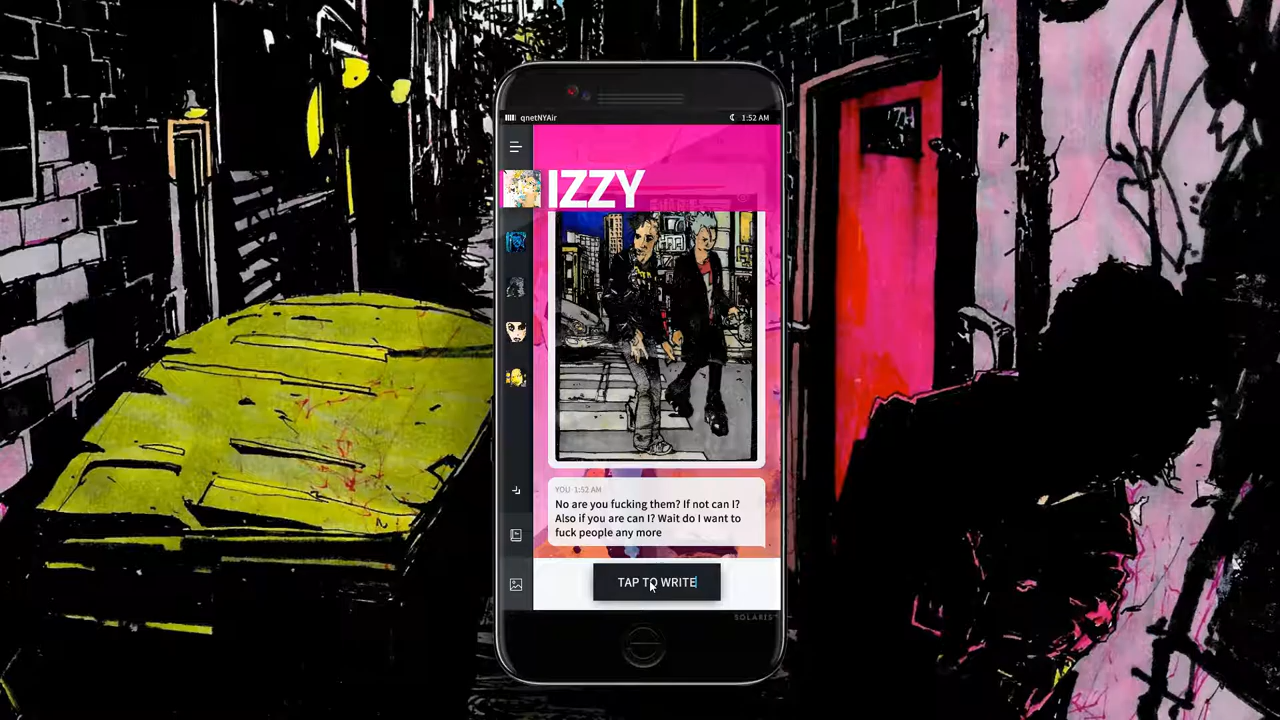 qnetNYAir
1:52 AM
IZZY
YOU 1:52 AM
No are you fucking them? If not can I?
Also if you are can I? Wait do I want to
fuck people any more
TAP TO WRITE
SOLARIS